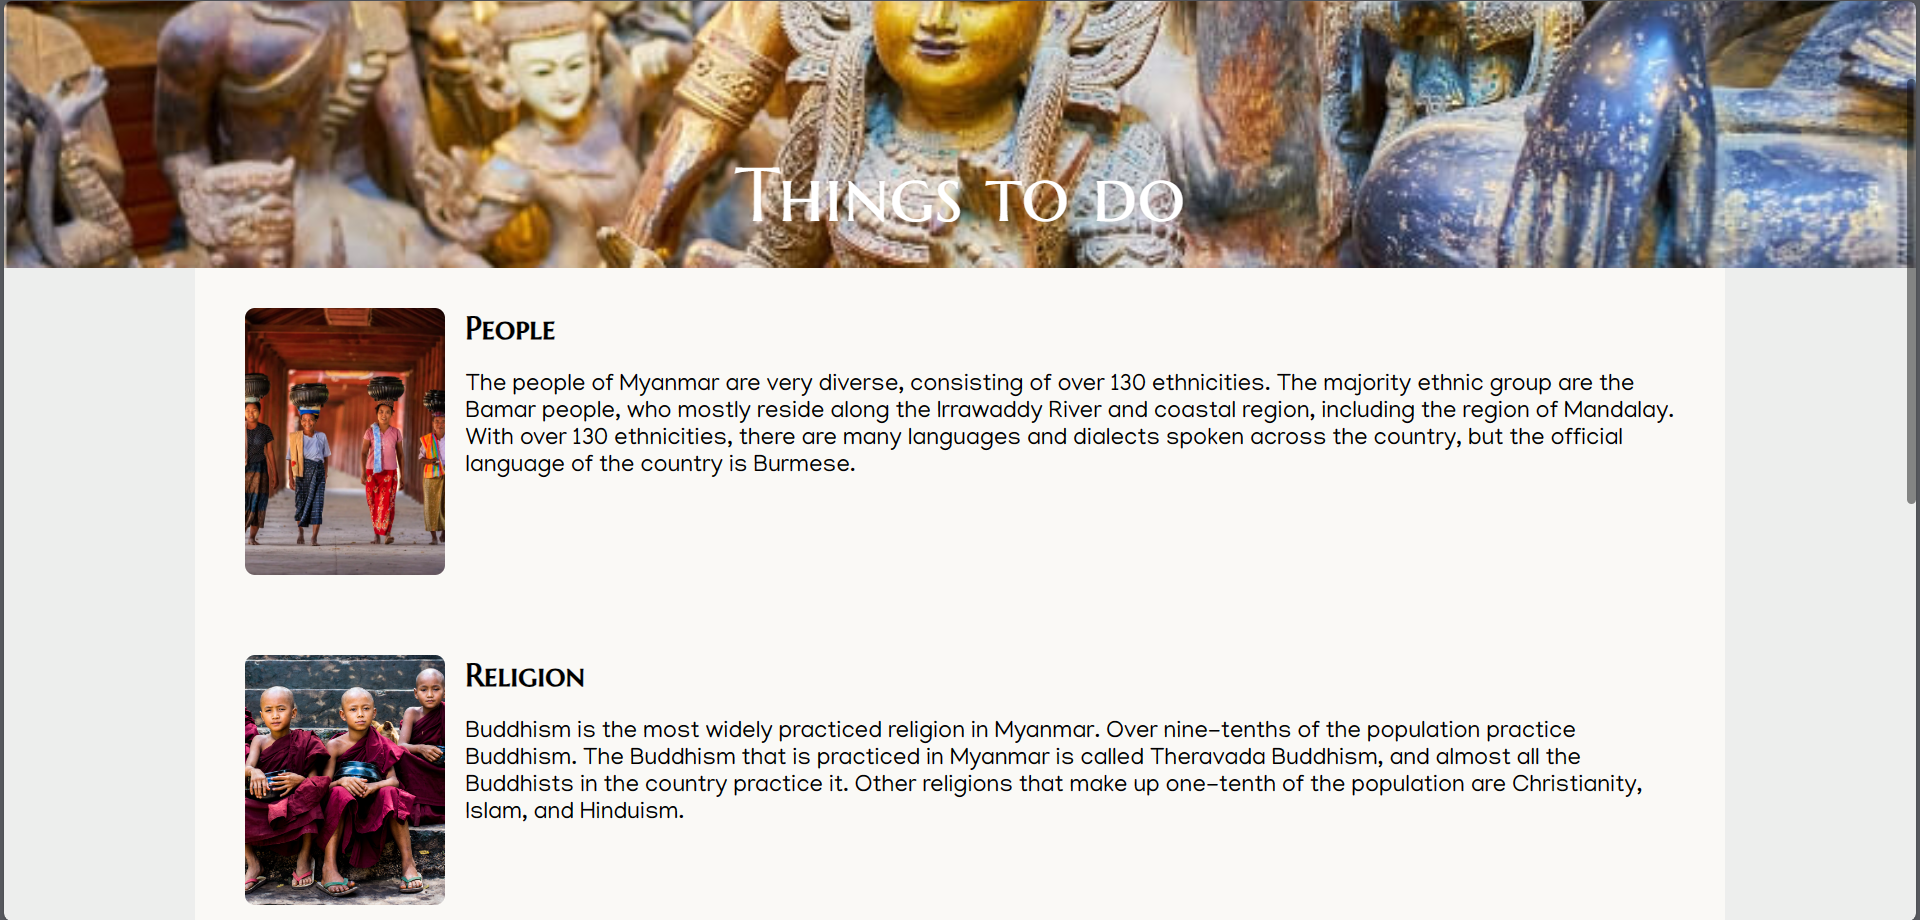 Things to do
People
The people of Myanmar are very diverse, consisting of over 130 ethnicities. The majority ethnic group are the
Bamar people, who mostly reside along the Irrawaddy River and coastal region, including the region of Mandalay.
With over 130 ethnicities, there are many languages and dialects spoken across the country, but the official
language of the country is Burmese.
Religion
Buddhism is the most widely practiced religion in Myanmar. Over nine-tenths of the population practice
Buddhism. The Buddhism that is practiced in Myanmar is called Theravada Buddhism, and almost all the
Buddhists in the country practice it. Other religions that make up one-tenth of the population are Christianity,
Islam, and Hinduism.